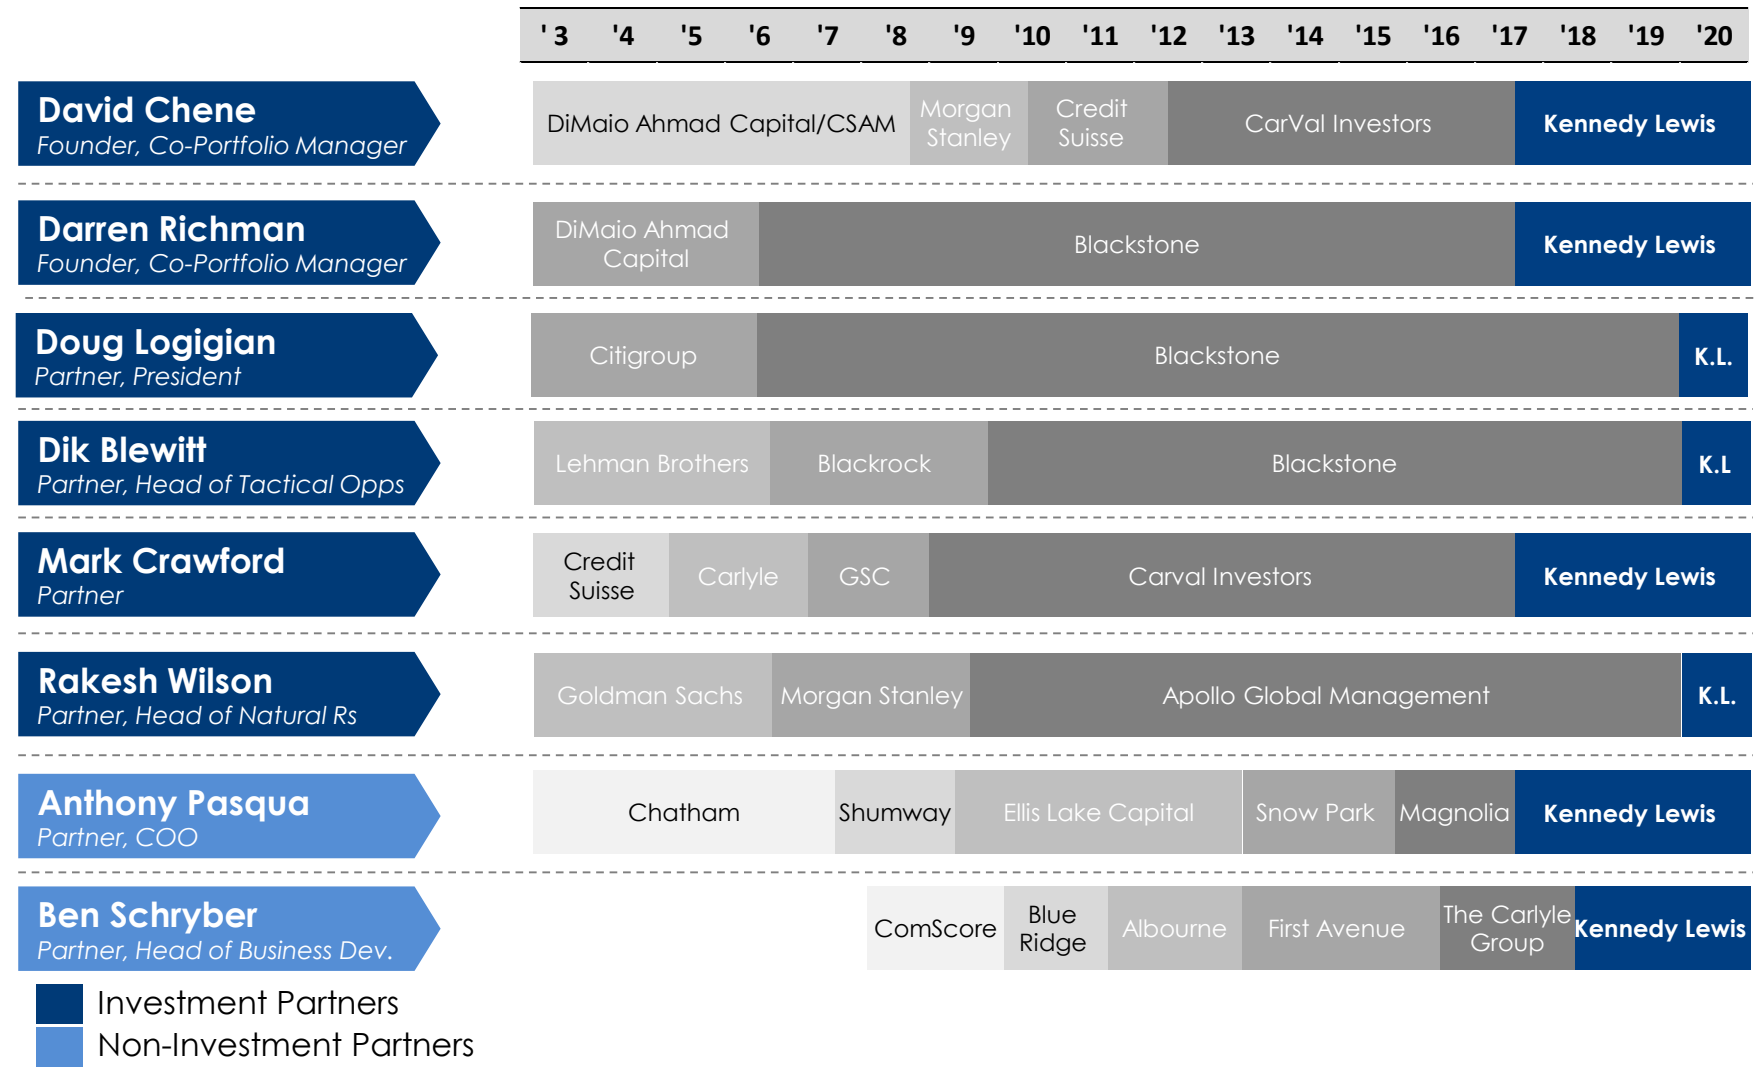 ' 3 '4 '5 '6 '7 '8 '9 '10 '11 '12 '13 '14 '15 '16 '17 '18 '19 '20
David Chene
Founder, Co-Portfolio Manager
DiMaio Ahmad Capital/CSAM
Morgan
Stanley
Credit
Suisse
CarVal Investors
Kennedy Lewis
Darren Richman
Founder, Co-Portfolio Manager
DiMaio Ahmad
Capital
Blackstone
Kennedy Lewis
Doug Logigian
Partner, President
Citigroup
Blackstone
K.L.
Dik Blewitt
Partner, Head of Tactical Opps
Lehman Brothers
Blackrock
Blackstone
K.L
Mark Crawford
Partner
Credit
Suisse
Carlyle
GSC
Carval Investors
Kennedy Lewis
Rakesh Wilson
Partner, Head of Natural Rs
Goldman Sachs
Morgan Stanley
Apollo Global Management
K.L.
Anthony Pasqua
Partner, COO
Chatham
Shumway
Ellis Lake Capital
Snow Park
Magnolia
Kennedy Lewis
Ben Schryber
Partner, Head of Business Dev.
ComScore
Blue
Ridge
Albourne
First Avenue
The Carlyle
Group
Kennedy Lewis
Investment Partners
Non-Investment Partners